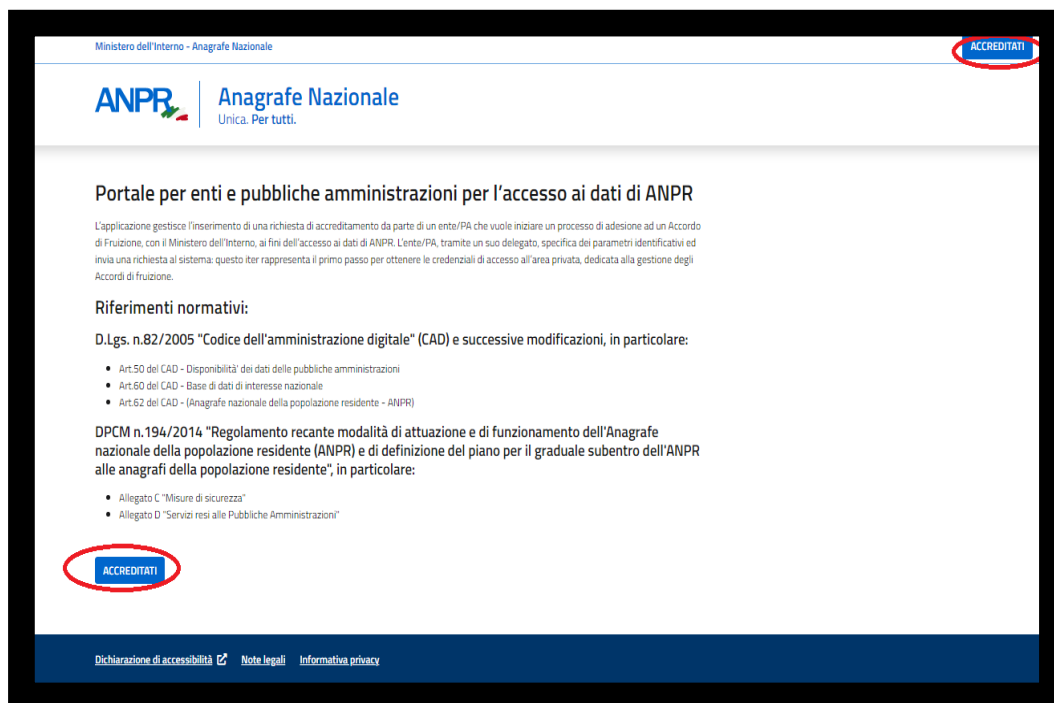 Ministero dell'Interno - Anagrafe Nazionale
ACCREDITATI
ANPR
Anagrafe Nazionale
Unica. Per tutti.
Portale per enti e pubbliche amministrazioni per l'accesso ai dati di ANPR
L'applicazione gestisce l'inserimento di una richiesta di accreditamento da parte di un ente/PA che vuole iniziare un processo di adesione ad un Accordo
di Fruizione, con il Ministero dell'Interno, ai fini dell'accesso ai dati di ANPR. L'ente/PA, tramite un suo delegato, specifica dei parametri identificativi ed
invia una richiesta al sistema: questo iter rappresenta il primo passo per ottenere le credenziali di accesso all'area privata, dedicata alla gestione degli
Accordi di fruizione.
Riferimenti normativi:
D.Lgs. n.82/2005 "Codice dell'amministrazione digitale" (CAD) e successive modificazioni, in particolare:
• Art.50 del CAD - Disponibilità' dei dati delle pubbliche amministrazioni
• Art.60 del CAD - Base di dati di interesse nazionale
• Art.62 del CAD - (Anagrafe nazionale della popolazione residente - ANPR)
DPCM n.194/2014 "Regolamento recante modalità di attuazione e di funzionamento dell'Anagrafe
nazionale della popolazione residente (ANPR) e di definizione del piano per il graduale subentro dell'ANPR
alle anagrafi della popolazione residente", in particolare:
• Allegato C "Misure di sicurezza"
• Allegato D "Servizi resi alle Pubbliche Amministrazioni"
ACCREDITATI
Dichiarazione di accessibilità Note legali Informativa privacy